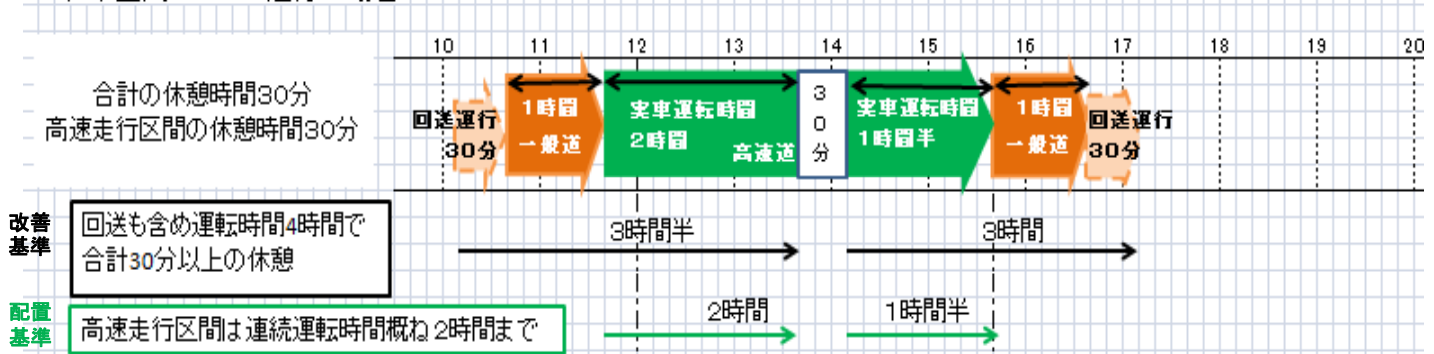 10 11 12 13 14 15 16 17 18 19 20
合計の休憩時間30分
高速走行区間の休憩時間30分
回送運行
30分
1時間
一般道
実車運転時間
2時間
高速道
30分
実車運転時間
1時間半
1時間
一般道
回送運行
30分
改善
基準
回送も含め運転時間4時間で
合計30分以上の休憩
3時間半
3時間
配置
基準
高速走行区間は連続運転時間概ね2時間まで
2時間
1時間半